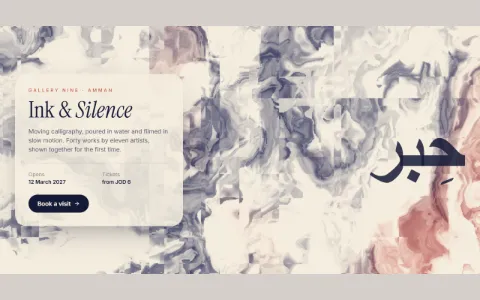 GALLERY NINE · AMMAN
Ink & Silence
Moving calligraphy, poured in water and filmed in
slow motion. Forty works by eleven artists,
shown together for the first time.
Opens
Tickets
12 March 2027
from JOD 6
Book a visit →
حِبر